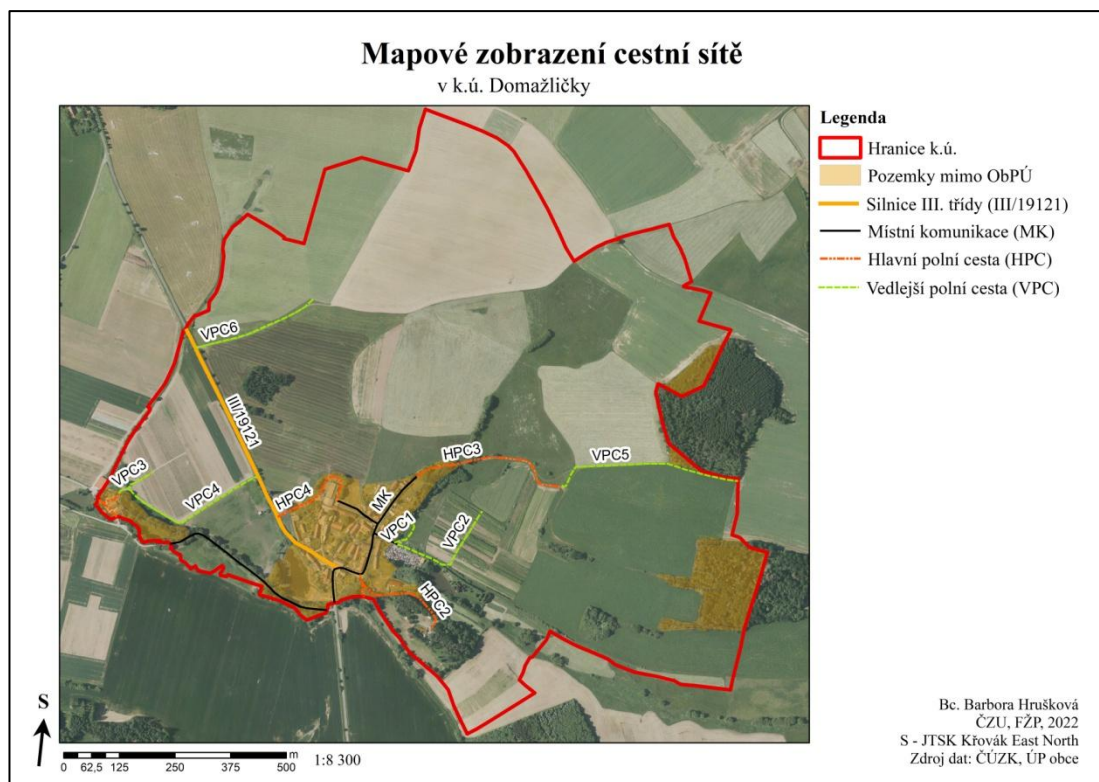 Mapové zobrazení cestní sítě
v k.ú. Domažličky
Legenda
Hranice k.ú.
Pozemky mimo ObPÚ
Silnice III. třídy (III/19121)
Místní komunikace (MK)
Hlavní polní cesta (HPC)
Vedlejší polní cesta (VPC)
VPC6
III/19121
VPC3
VPC4
HPC4
MK
HPC3
VPC5
VPC1
VPC2
HPC2
S
m
0 62,5 125 250 375 500
1:8 300
Bc. Barbora Hrušková
ČZU, FŽP, 2022
S - JTSK Křovák East North
Zdroj dat: ČÚZK, ÚP obce